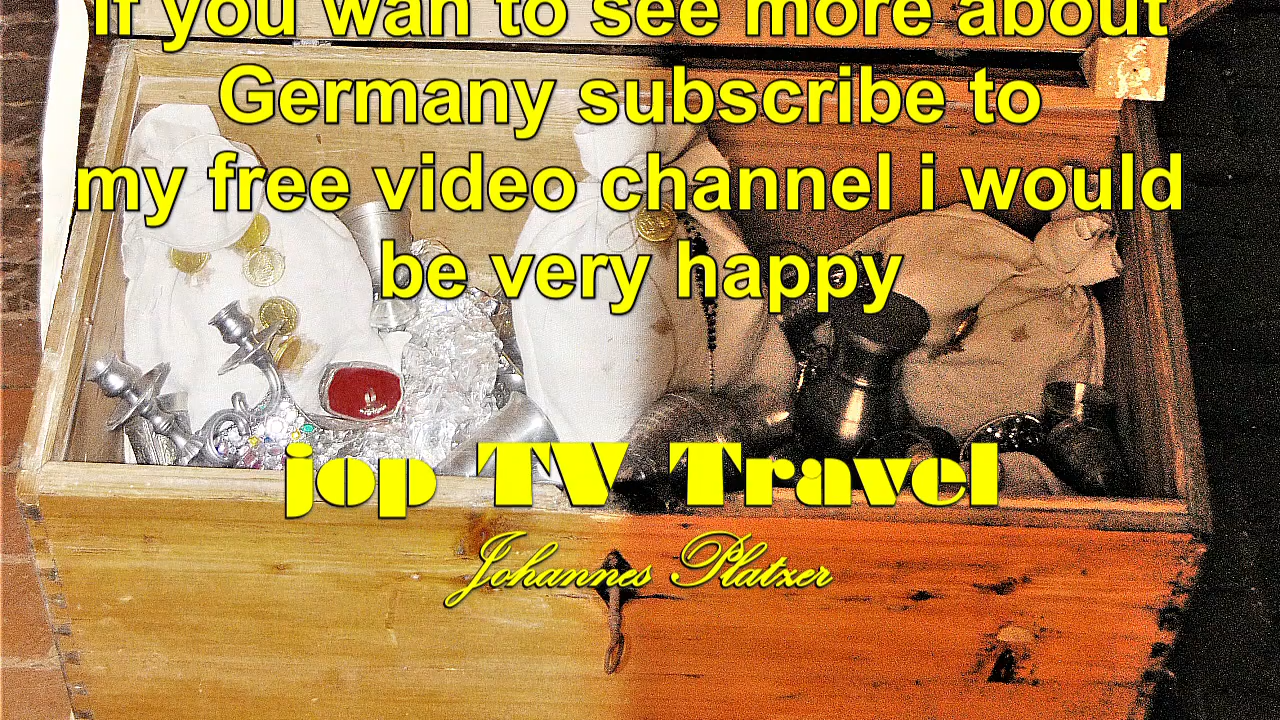 If you wan to see more about
Germany subscribe to
my free video channel i would
be very happy
jop TV Travel
Johannes Platzer